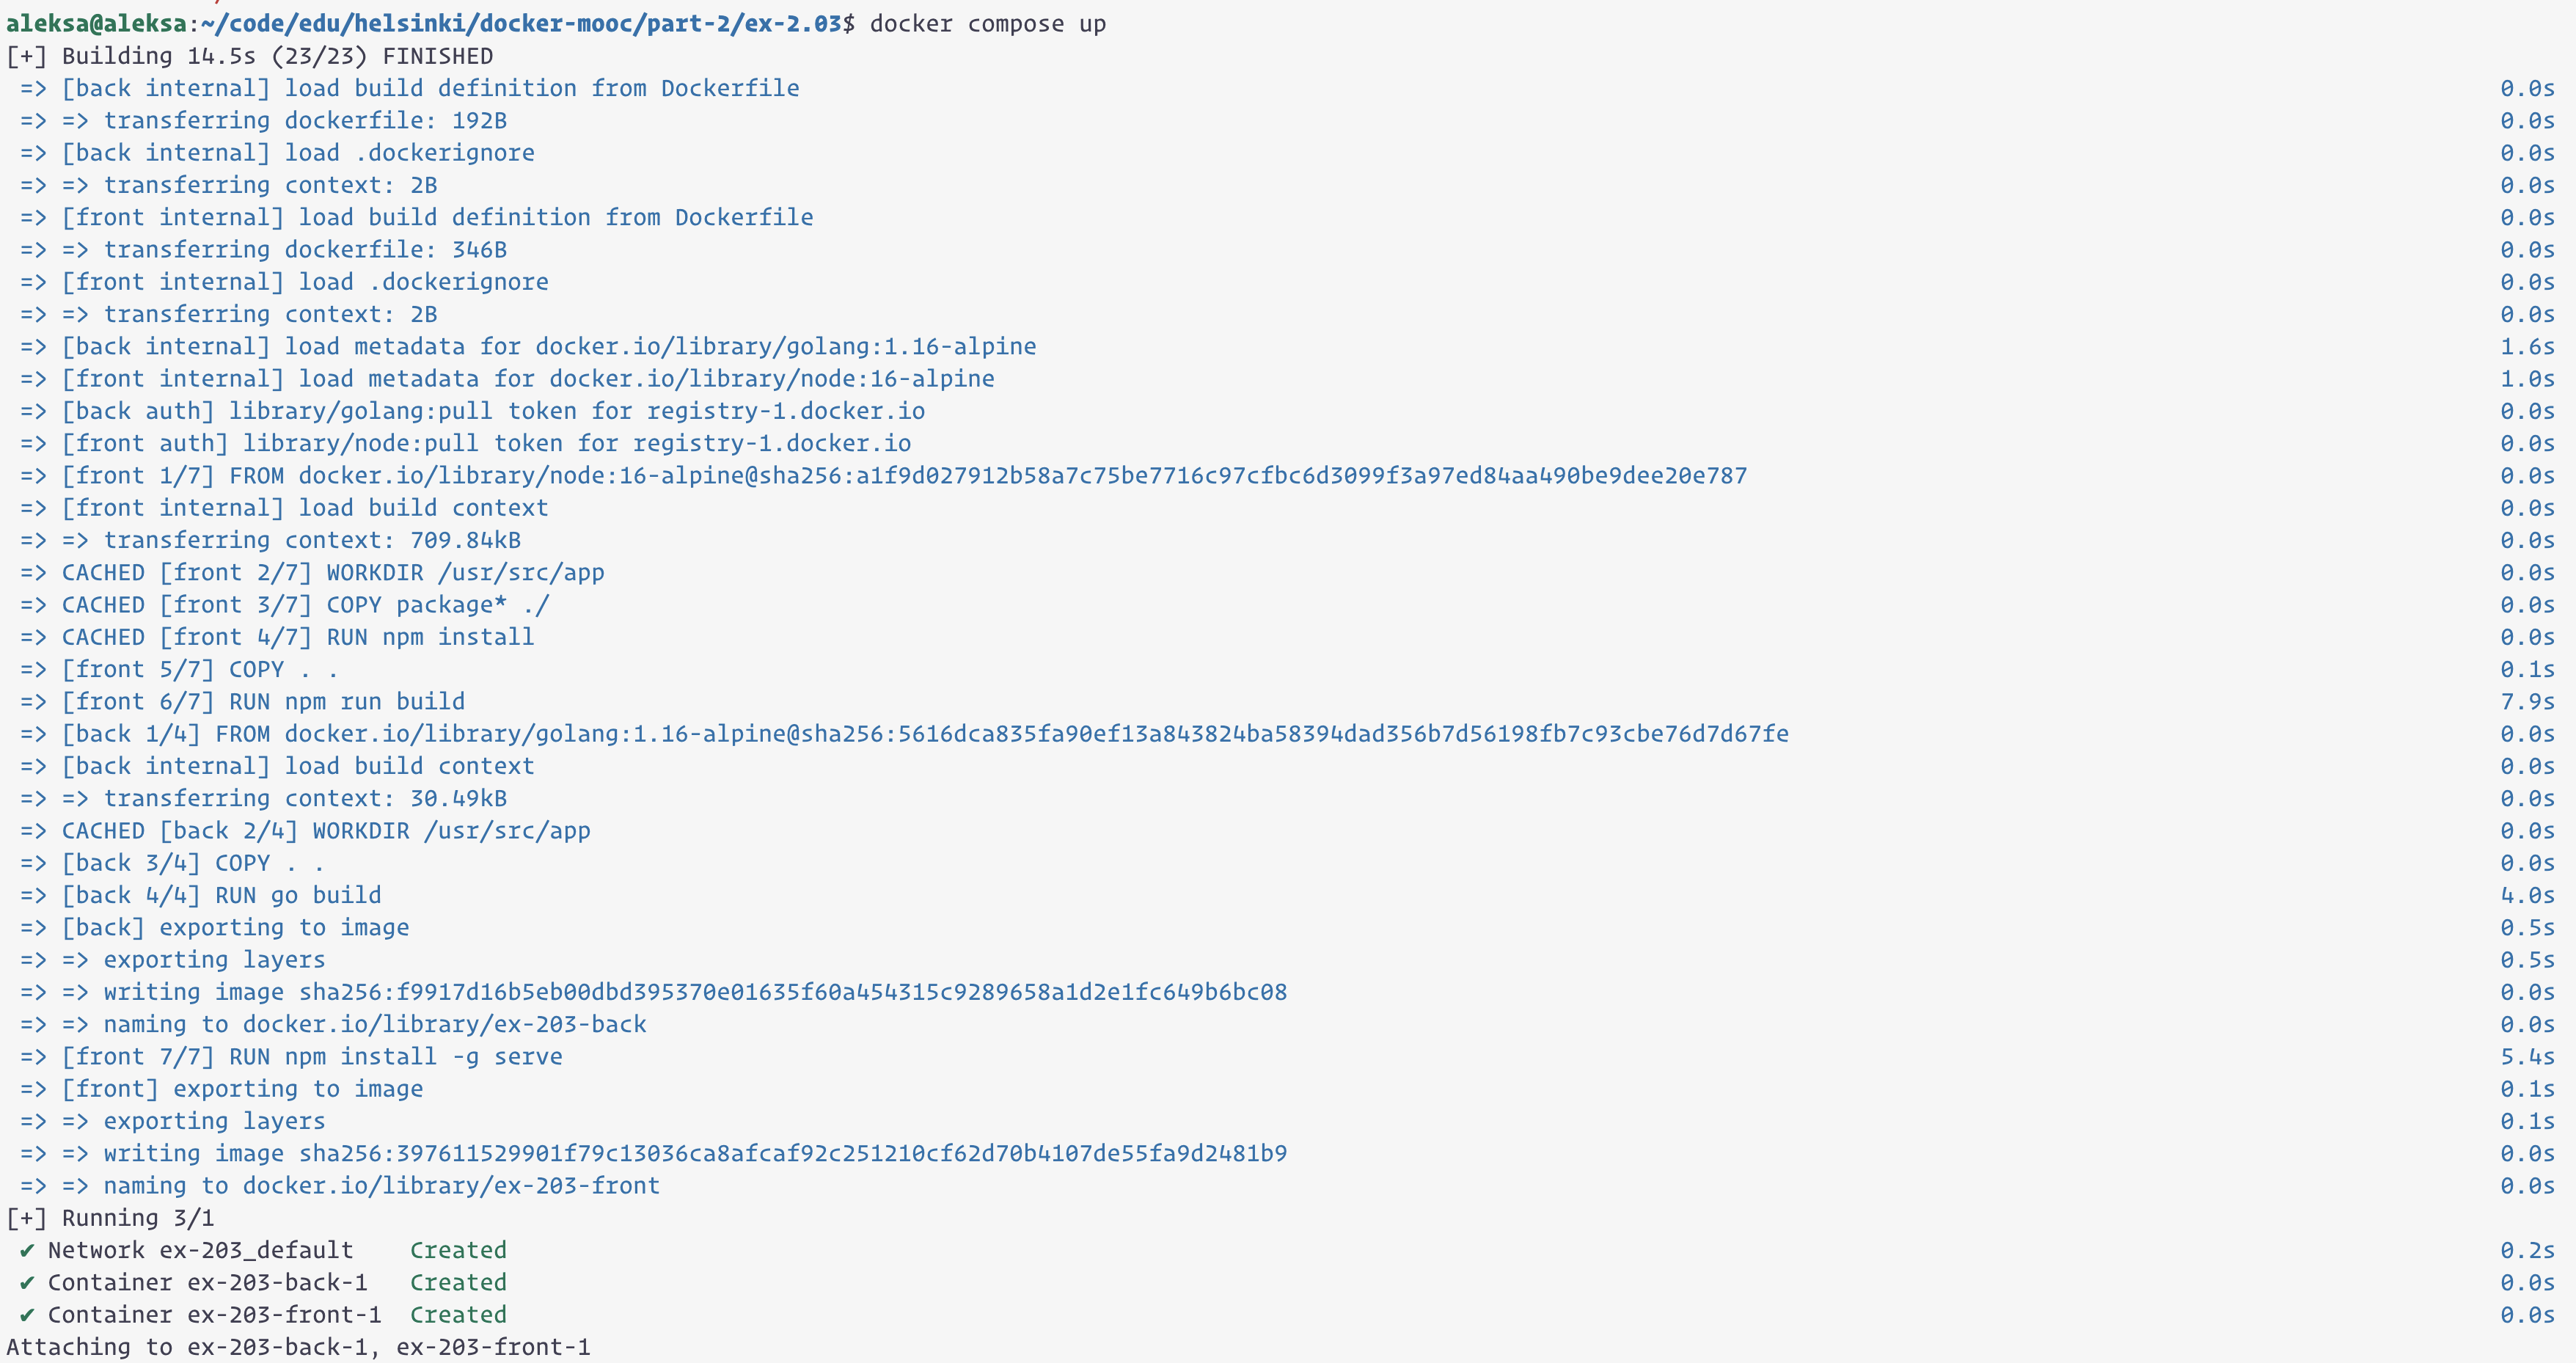 aleksa@aleksa:~/code/edu/helsinki/docker-mooc/part-2/ex-2.03$ docker compose up
[+] Building 14.5s (23/23) FINISHED
=> [back internal] load build definition from Dockerfile 0.0s
=> => transferring dockerfile: 192B 0.0s
=> [back internal] load .dockerignore 0.0s
=> => transferring context: 2B 0.0s
=> [front internal] load build definition from Dockerfile 0.0s
=> => transferring dockerfile: 346B 0.0s
=> [front internal] load .dockerignore 0.0s
=> => transferring context: 2B 0.0s
=> [back internal] load metadata for docker.io/library/golang:1.16-alpine 1.6s
=> [front internal] load metadata for docker.io/library/node:16-alpine 1.0s
=> [back auth] library/golang:pull token for registry-1.docker.io 0.0s
=> [front auth] library/node:pull token for registry-1.docker.io 0.0s
=> [front 1/7] FROM docker.io/library/node:16-alpine@sha256:a1f9d027912b58a7c75be7716c97cfbc6d3099f3a97ed84aa490be9dee20e787 0.0s
=> [front internal] load build context 0.0s
=> => transferring context: 709.84kB 0.0s
=> CACHED [front 2/7] WORKDIR /usr/src/app 0.0s
=> CACHED [front 3/7] COPY package* ./ 0.0s
=> CACHED [front 4/7] RUN npm install 0.0s
=> [front 5/7] COPY . . 0.1s
=> [front 6/7] RUN npm run build 7.9s
=> [back 1/4] FROM docker.io/library/golang:1.16-alpine@sha256:5616dca835fa90ef13a843824ba58394dad356b7d56198fb7c93cbe76d7d67fe 0.0s
=> [back internal] load build context 0.0s
=> => transferring context: 30.49kB 0.0s
=> CACHED [back 2/4] WORKDIR /usr/src/app 0.0s
=> [back 3/4] COPY . . 0.0s
=> [back 4/4] RUN go build 4.0s
=> [back] exporting to image 0.5s
=> => exporting layers 0.5s
=> => writing image sha256:f9917d16b5eb00dbd395370e01635f60a454315c9289658a1d2e1fc649b6bc08 0.0s
=> => naming to docker.io/library/ex-203-back 0.0s
=> [front 7/7] RUN npm install -g serve 5.4s
=> [front] exporting to image 0.1s
=> => exporting layers 0.1s
=> => writing image sha256:397611529901f79c13036ca8afcaf92c251210cf62d70b4107de55fa9d2481b9 0.0s
=> => naming to docker.io/library/ex-203-front 0.0s
[+] Running 3/1
✔ Network ex-203_default Created 0.2s
✔ Container ex-203-back-1 Created 0.0s
✔ Container ex-203-front-1 Created 0.0s
Attaching to ex-203-back-1, ex-203-front-1